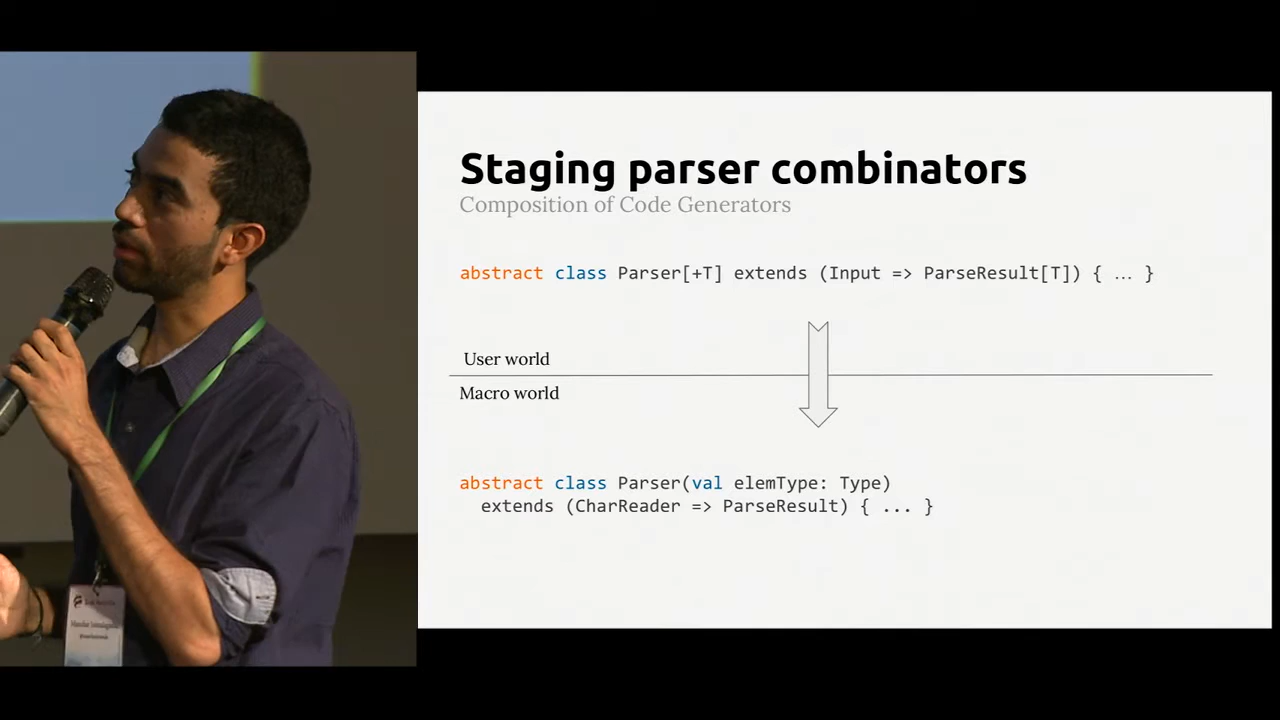 Staging parser combinators
Composition of Code Generators
abstract class Parser[+T] extends (Input => ParseResult[T]) { ... }
User world
Macro world
abstract class Parser(val elemType: Type)
extends (CharReader => ParseResult) { ... }